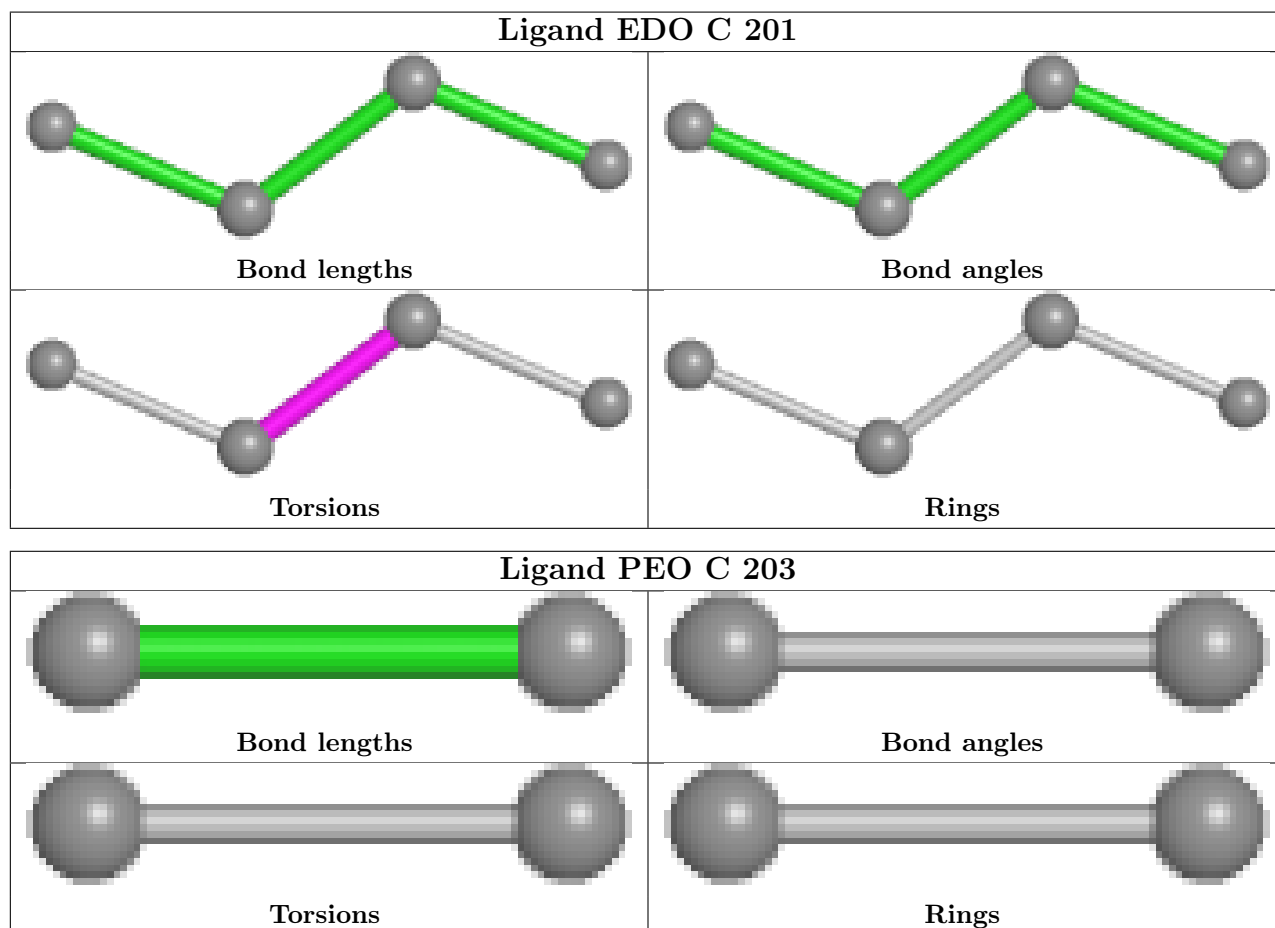 Ligand EDO C 201
Bond lengths
Bond angles
Torsions
Rings
Ligand PEO C 203
Bond lengths
Bond angles
Torsions
Rings